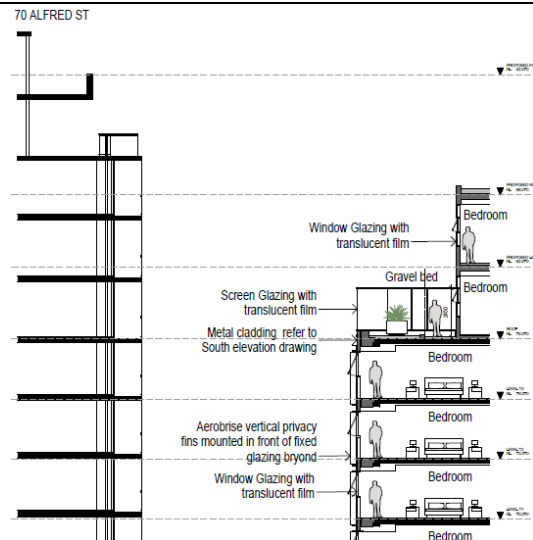 70 ALFRED ST
Bedroom
Window Glazing with
translucent film
Gravel bed
Bedroom
Screen Glazing with
translucent film
Metal cladding refer to
South elevation drawing
Bedroom
Bedroom
Aerobrise vertical privacy
fins mounted in front of fixed
glazing bryond
Bedroom
Window Glazing with
translucent film
Bedroom
Bedroom